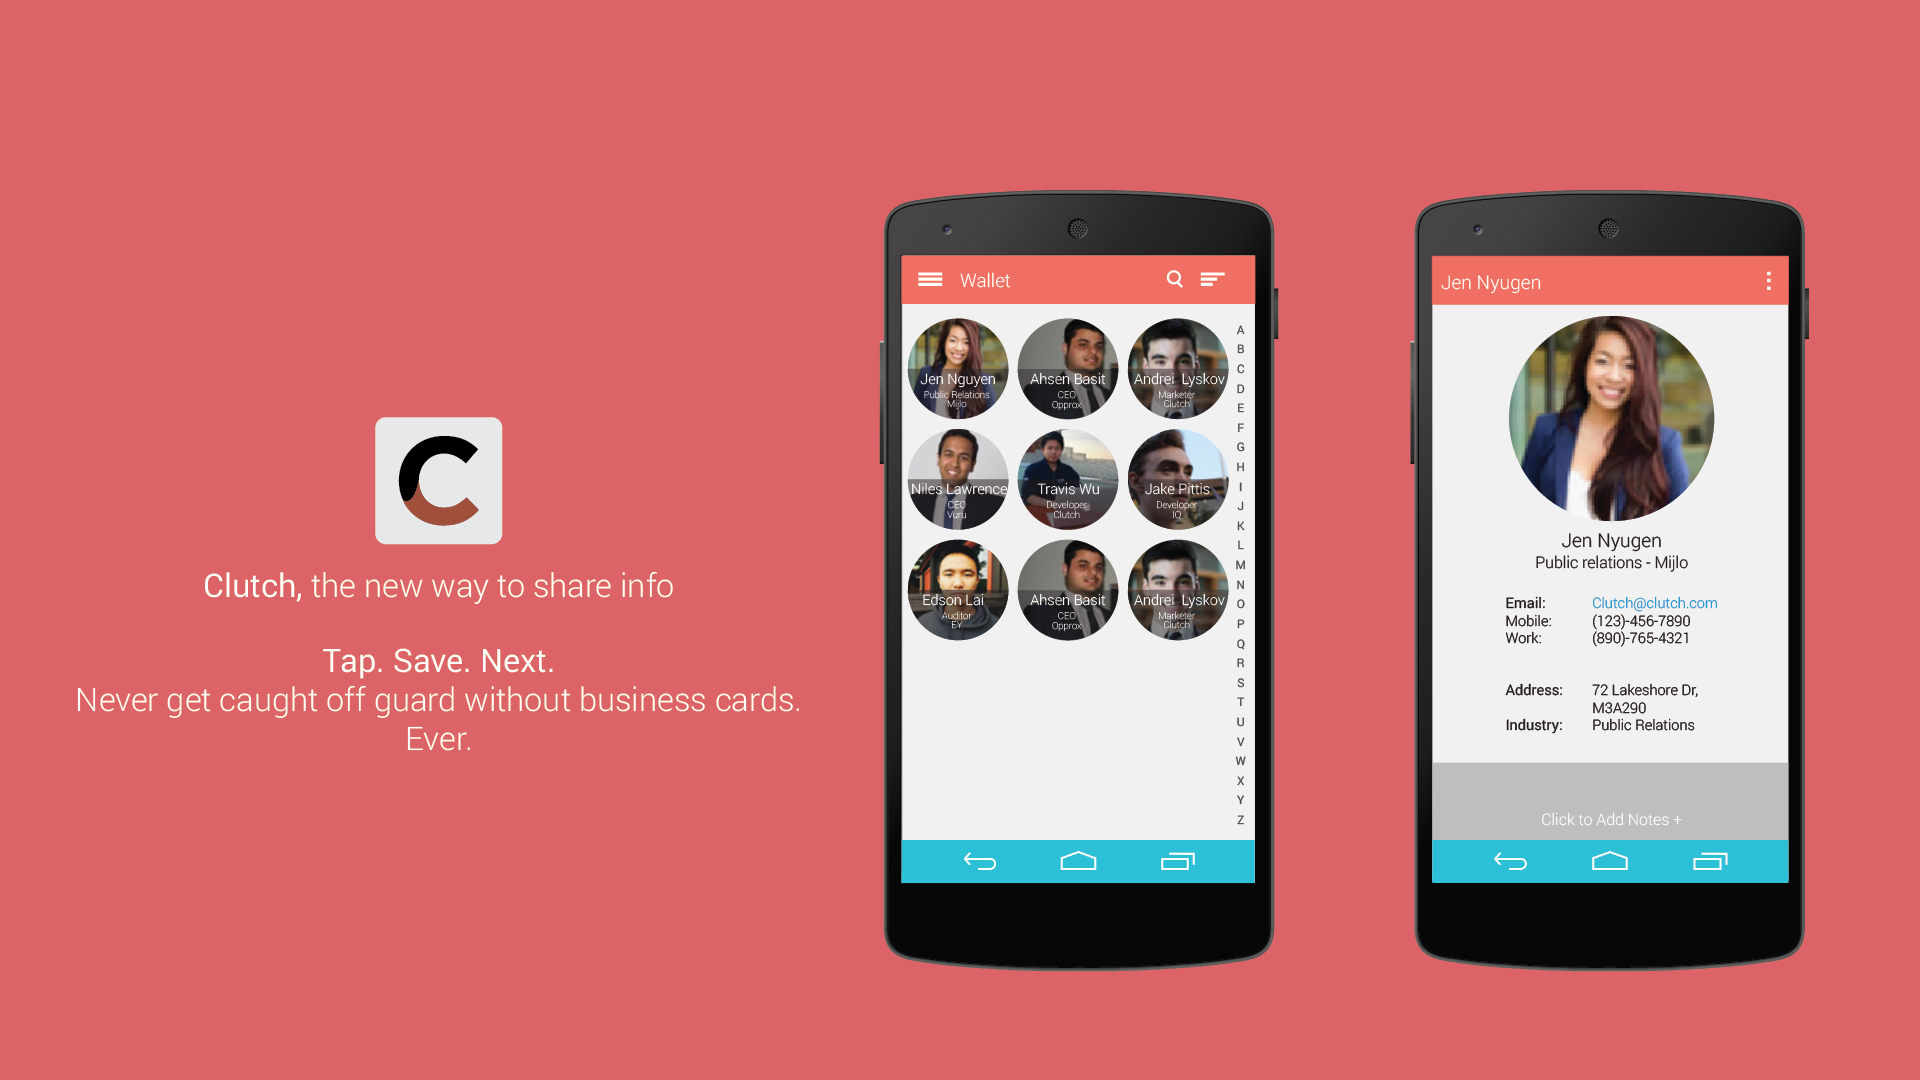 C
Clutch, the new way to share info
Tap. Save. Next.
Never get caught off guard without business cards.
Ever.
Wallet
Jen Nguyen
Public Relations
Mijlo
Ahsen Basit
CEO
Opprox
Andrei Lyskov
Marketer
Clutch
Niles Lawrence
CEO
Vuru
Travis Wu
Developer
Clutch
Jake Pittis
Developer
IQ
Edson Lai
Auditor
EY
Ahsen Basit
CEO
Opprox
Andrei Lyskov
Marketer
Clutch
A
B
C
D
E
F
G
H
I
J
K
L
M
N
O
P
Q
R
S
T
U
V
W
X
Y
Z
Jen Nyugen
Jen Nyugen
Public relations - Mijlo
Email: Clutch@clutch.com
Mobile: (123)-456-7890
Work: (890)-765-4321
Address: 72 Lakeshore Dr,
M3A290
Industry: Public Relations
Click to Add Notes +